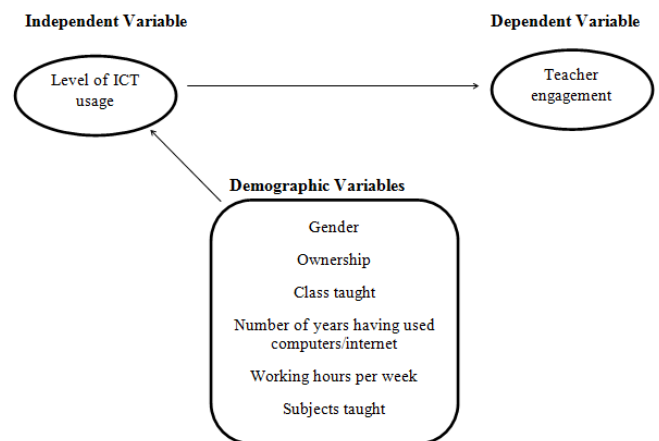 Independent Variable
Dependent Variable
Level of ICT
usage
Teacher
engagement
Demographic Variables
Gender
Ownership
Class taught
Number of years having used
computers/internet
Working hours per week
Subjects taught